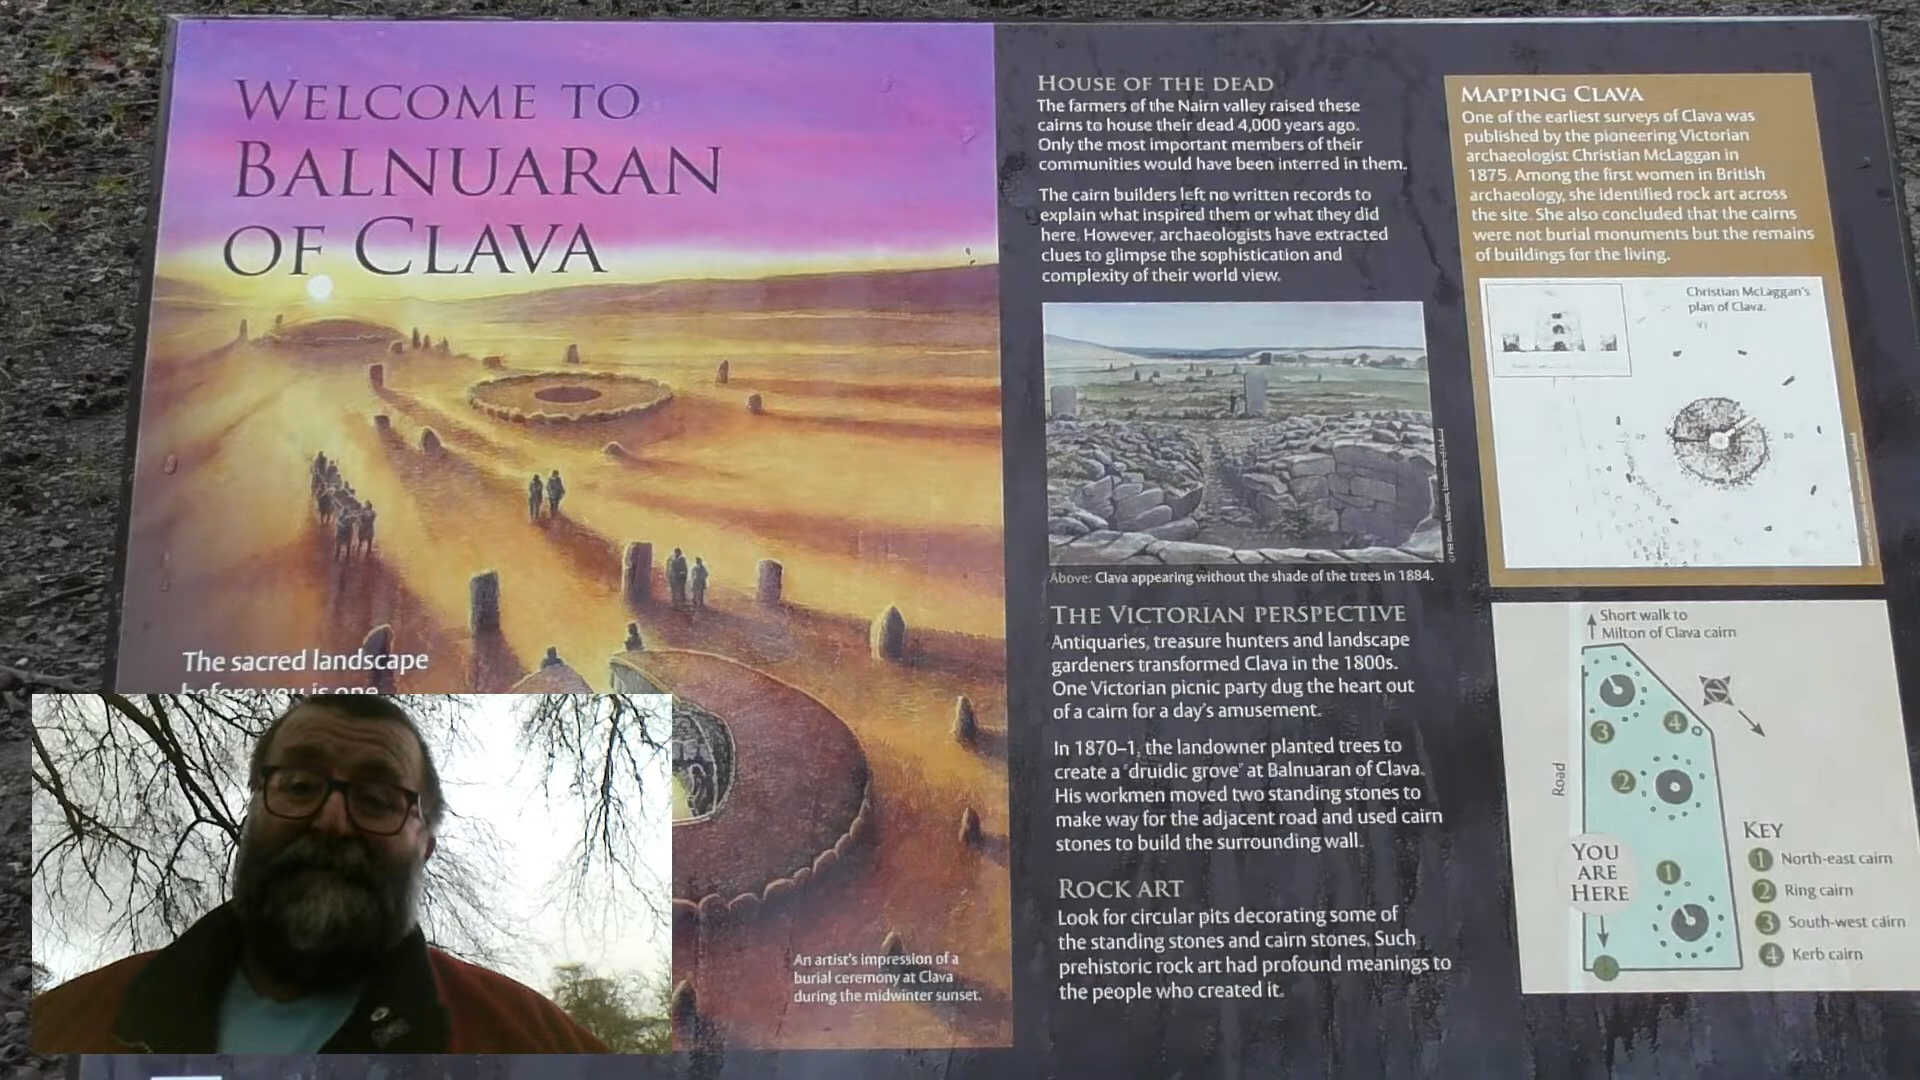 WELCOME TO
BALNUARAN
OF CLAVA
The sacred landscape
before you is one
An artist's impression of a
burial ceremony at Clava
during the midwinter sunset.
HOUSE OF THE DEAD
The farmers of the Nairn valley raised these
cairns to house their dead 4,000 years ago.
Only the most important members of their
communities would have been interred in them.
The cairn builders left no written records to
explain what inspired them or what they did
here. However, archaeologists have extracted
clues to glimpse the sophistication and
complexity of their world view.
Above: Clava appearing without the shade of the trees in 1884.
THE VICTORIAN PERSPECTIVE
Antiquaries, treasure hunters and landscape
gardeners transformed Clava in the 1800s.
One Victorian picnic party dug the heart out
of a cairn for a day's amusement.
In 1870–1, the landowner planted trees to
create a 'druidic grove' at Balnuaran of Clava.
His workmen moved two standing stones to
make way for the adjacent road and used cairn
stones to build the surrounding wall.
ROCK ART
Look for circular pits decorating some of
the standing stones and cairn stones. Such
prehistoric rock art had profound meanings to
the people who created it.
MAPPING CLAVA
One of the earliest surveys of Clava was
published by the pioneering Victorian
archaeologist Christian McLaggan in
1875. Among the first women in British
archaeology, she identified rock art across
the site. She also concluded that the cairns
were not burial monuments but the remains
of buildings for the living.
Christian McLaggan's
plan of Clava.
Short walk to
Milton of Clava cairn
3
4
2
1
Road
N
YOU
ARE
HERE
KEY
1 North-east cairn
2 Ring cairn
3 South-west cairn
4 Kerb cairn